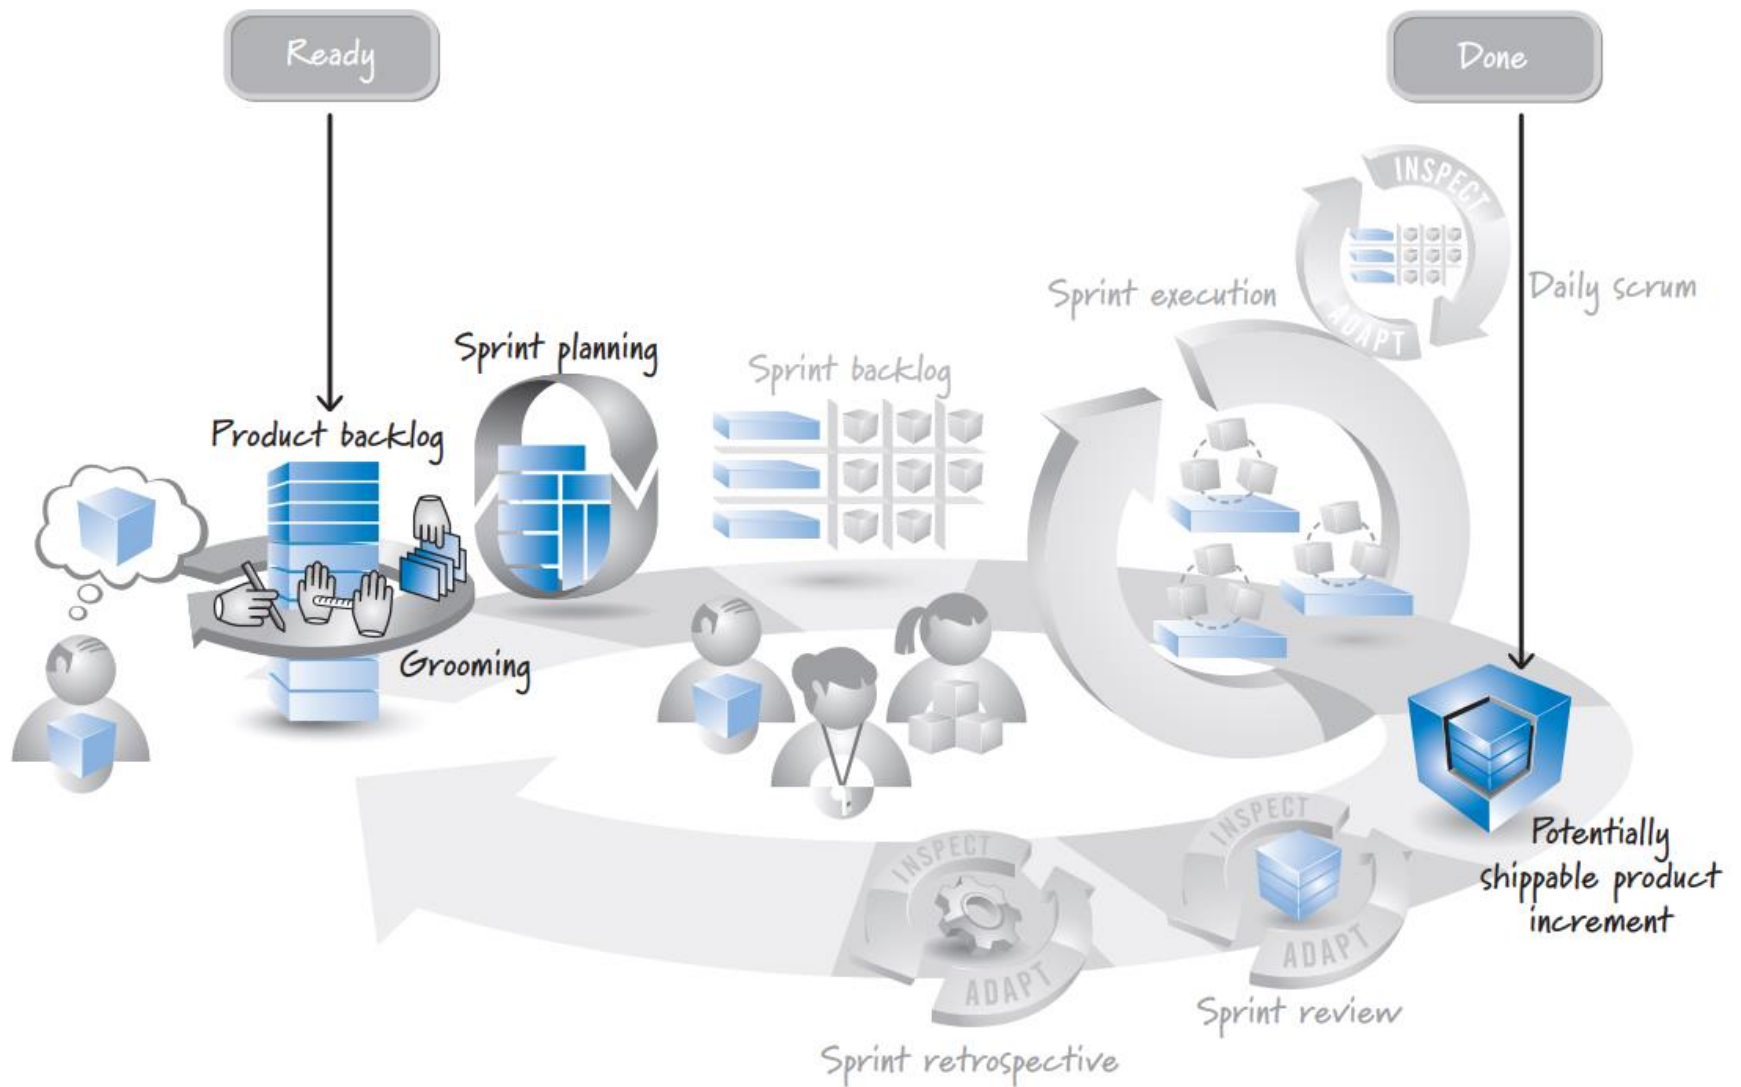 Ready
Done
INSPECT
ADAPT
Sprint execution
Daily scrum
Sprint planning
Sprint backlog
Product backlog
Grooming
Potentially
shippable product
increment
INSPECT
ADAPT
Sprint review
INSPECT
ADAPT
Sprint retrospective